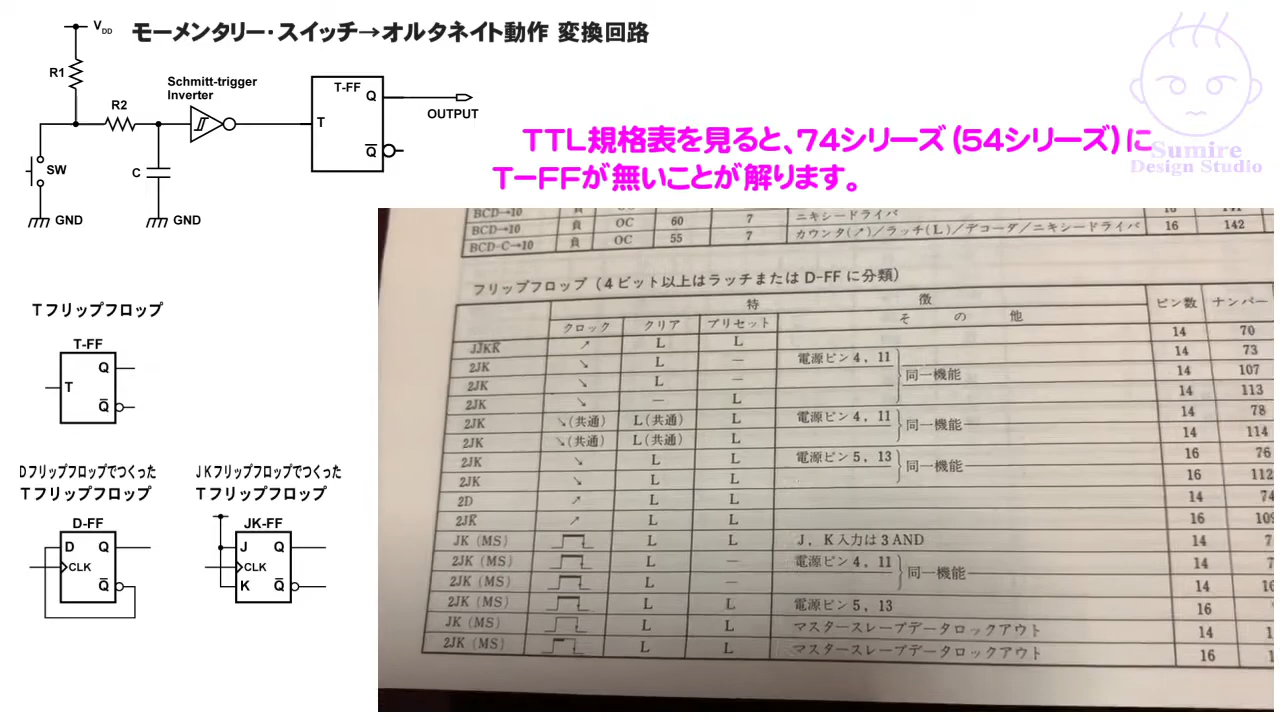 モーメンタリー・スイッチ→オルタネイト動作 変換回路
VDD
R1
R2
Schmitt-trigger
Inverter
T-FF
T
Q
Q̅
OUTPUT
SW
C
GND
GND
TTL規格表を見ると、74シリーズ（54シリーズ）に
T－FFが無いことが解ります。
Sumire
Design Studio
Tフリップフロップ
T-FF
T
Q
Q̅
Dフリップフロップでつくった
Tフリップフロップ
D-FF
D
Q
CLK
Q̅
JKフリップフロップでつくった
Tフリップフロップ
JK-FF
J
Q
CLK
K
Q̅
BCD→10 負 ニキシードライバ
BCD→10 負 OC 60 7 カウンタ(↗)/ラッチ(L)/デコーダ/ニキシードライバ 16 142
BCD-C→10 負 OC 55 7
フリップフロップ（4ビット以上はラッチまたは D-FF に分類）
特 徴 ピン数 ナンバー
クロック クリア プリセット その他
JJ̅KK̅ ↗ L L 14 70
2JK ↘ L － 電源ピン 4，11 同一機能 14 73
2JK ↘ L － 14 107
2JK ↘ － L 14 113
2JK ↘(共通) L(共通) L 電源ピン 4，11 同一機能 14 78
2JK ↘(共通) L(共通) L 14 114
2JK ↘ L L 電源ピン 5，13 同一機能 16 76
2JK ↘ L L 16 112
2D ↗ L L 14 74
2JK̅ ↗ L L 16 109
JK (MS) L L J，K入力は3 AND 14
2JK (MS) L － 電源ピン 4，11 同一機能 14
2JK (MS) L － 14
2JK (MS) L L 電源ピン 5，13 16
JK (MS) L L マスタースレーブデータロックアウト 14
2JK (MS) L L マスタースレーブデータロックアウト 16